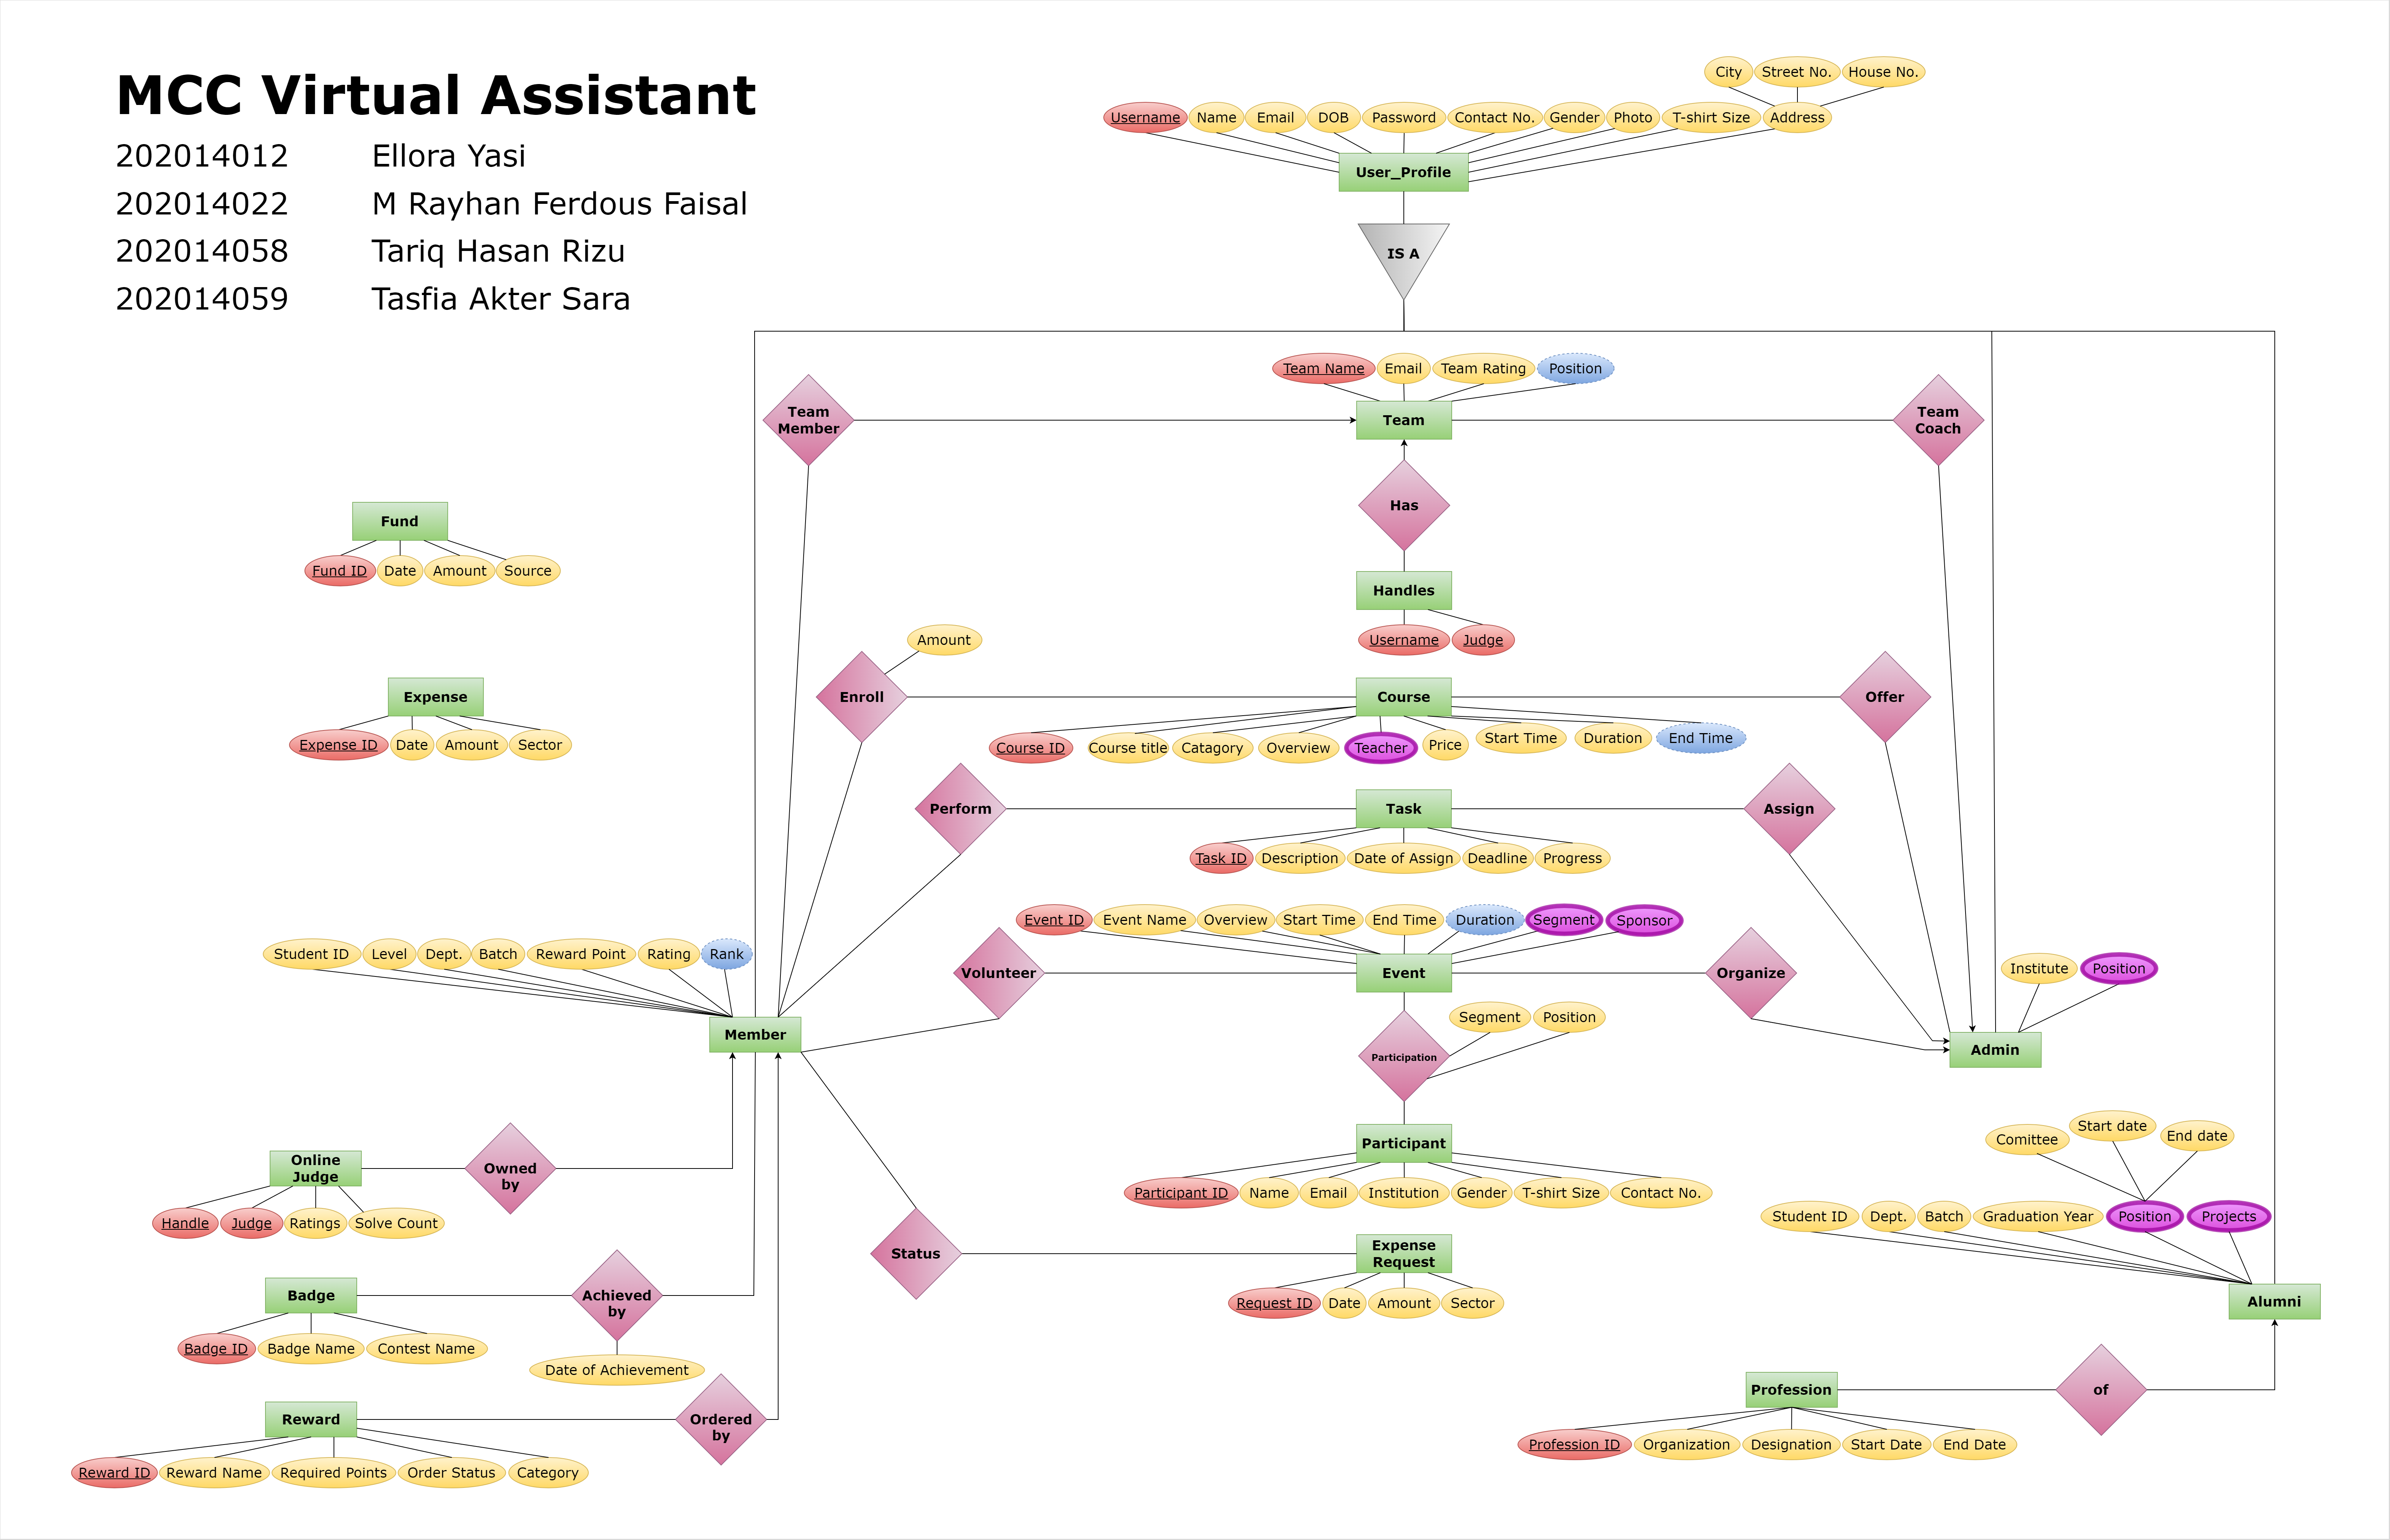 MCC Virtual Assistant
202014012 Ellora Yasi
202014022 M Rayhan Ferdous Faisal
202014058 Tariq Hasan Rizu
202014059 Tasfia Akter Sara
City Street No. House No.
Username Name Email DOB Password Contact No. Gender Photo T-shirt Size Address
User_Profile
IS A
Team Name Email Team Rating Position
Team
Member
Team
Team
Coach
Has
Fund
Fund ID Date Amount Source
Handles
Username Judge
Amount
Enroll
Course
Offer
Course ID Course title Catagory Overview Teacher Price Start Time Duration End Time
Expense
Expense ID Date Amount Sector
Perform
Task
Assign
Task ID Description Date of Assign Deadline Progress
Event ID Event Name Overview Start Time End Time Duration Segment Sponsor
Volunteer
Event
Organize
Student ID Level Dept. Batch Reward Point Rating Rank
Member
Institute Position
Admin
Segment Position
Participation
Participant
Participant ID Name Email Institution Gender T-shirt Size Contact No.
Online
Judge
Owned
by
Handle Judge Ratings Solve Count
Comittee Start date End date
Student ID Dept. Batch Graduation Year Position Projects
Alumni
Status
Expense
Request
Request ID Date Amount Sector
Badge
Achieved
by
Badge ID Badge Name Contest Name
Date of Achievement
Reward
Ordered
by
Reward ID Reward Name Required Points Order Status Category
Profession
of
Profession ID Organization Designation Start Date End Date